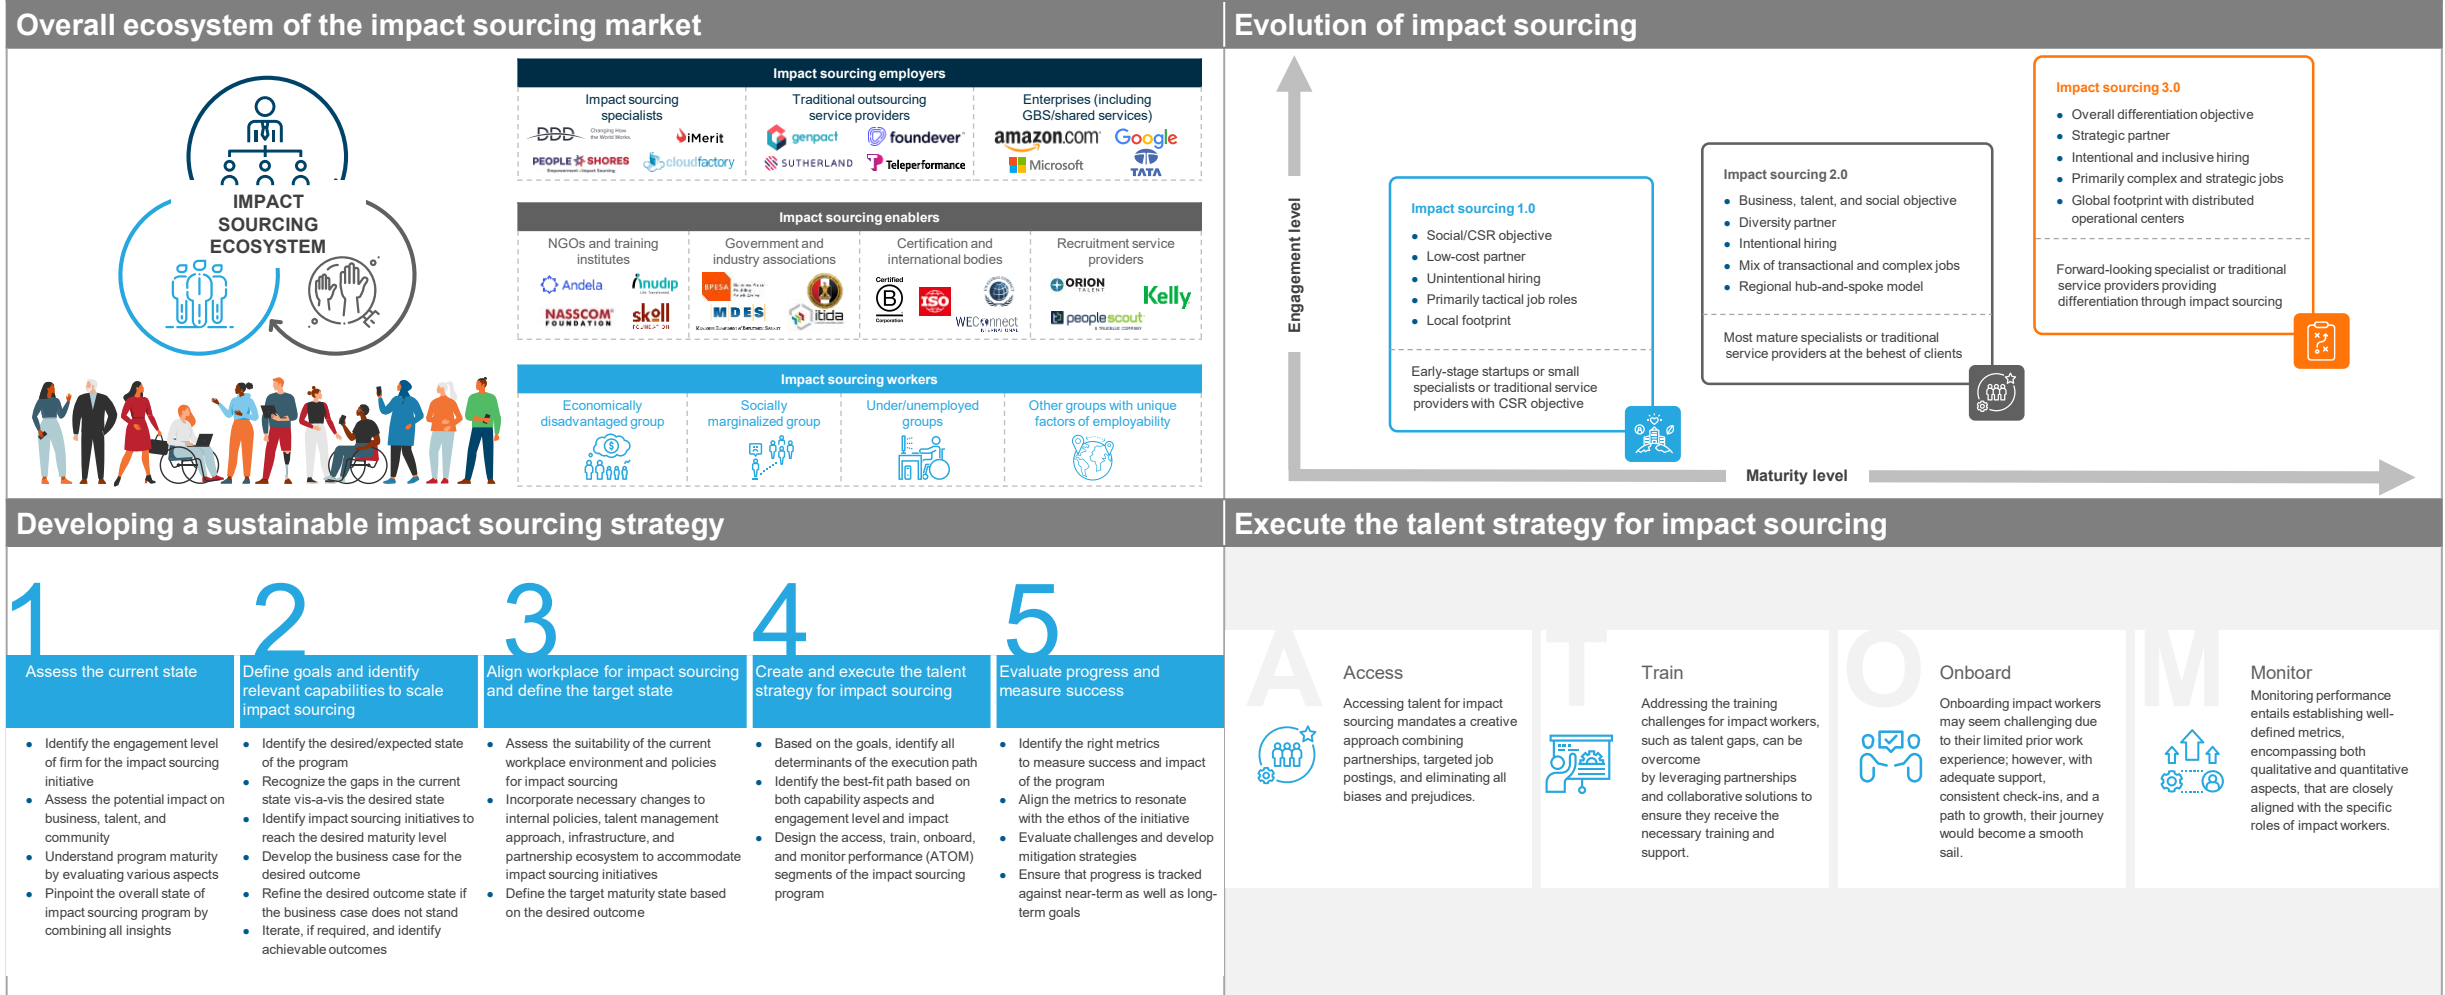 Overall ecosystem of the impact sourcing market
IMPACT
SOURCING
ECOSYSTEM
Impact sourcing employers
Impact sourcing
specialists
DDD Changing How
the World Works.
iMerit
PEOPLE SHORES
cloudfactory
Traditional outsourcing
service providers
genpact
foundever
SUTHERLAND
Teleperformance
Enterprises (including
GBS/shared services)
amazon.com
Google
Microsoft
TATA
Impact sourcing enablers
NGOs and training
institutes
Andela
anudip
NASSCOM
FOUNDATION
skoll
Government and
industry associations
BPESA
MDES
itida
Certification and
international bodies
Certified
B
Corporation
ISO
WEConnect
INTERNATIONAL
Recruitment service
providers
ORION
TALENT
Kelly
peoplescout
Impact sourcing workers
Economically
disadvantaged group
Socially
marginalized group
Under/unemployed
groups
Other groups with unique
factors of employability
Evolution of impact sourcing
Engagement level
Maturity level
Impact sourcing 1.0
• Social/CSR objective
• Low-cost partner
• Unintentional hiring
• Primarily tactical job roles
• Local footprint
Early-stage startups or small
specialists or traditional service
providers with CSR objective
Impact sourcing 2.0
• Business, talent, and social objective
• Diversity partner
• Intentional hiring
• Mix of transactional and complex jobs
• Regional hub-and-spoke model
Most mature specialists or traditional
service providers at the behest of clients
Impact sourcing 3.0
• Overall differentiation objective
• Strategic partner
• Intentional and inclusive hiring
• Primarily complex and strategic jobs
• Global footprint with distributed
operational centers
Forward-looking specialist or traditional
service providers providing
differentiation through impact sourcing
Developing a sustainable impact sourcing strategy
1
Assess the current state
• Identify the engagement level
of firm for the impact sourcing
initiative
• Assess the potential impact on
business, talent, and
community
• Understand program maturity
by evaluating various aspects
• Pinpoint the overall state of
impact sourcing program by
combining all insights
2
Define goals and identify
relevant capabilities to scale
impact sourcing
• Identify the desired/expected state
of the program
• Recognize the gaps in the current
state vis-a-vis the desired state
• Identify impact sourcing initiatives to
reach the desired maturity level
• Develop the business case for the
desired outcome
• Refine the desired outcome state if
the business case does not stand
• Iterate, if required, and identify
achievable outcomes
3
Align workplace for impact sourcing
and define the target state
• Assess the suitability of the current
workplace environment and policies
for impact sourcing
• Incorporate necessary changes to
internal policies, talent management
approach, infrastructure, and
partnership ecosystem to accommodate
impact sourcing initiatives
• Define the target maturity state based
on the desired outcome
4
Create and execute the talent
strategy for impact sourcing
• Based on the goals, identify all
determinants of the execution path
• Identify the best-fit path based on
both capability aspects and
engagement level and impact
• Design the access, train, onboard,
and monitor performance (ATOM)
segments of the impact sourcing
program
5
Evaluate progress and
measure success
• Identify the right metrics
to measure success and impact
of the program
• Align the metrics to resonate
with the ethos of the initiative
• Evaluate challenges and develop
mitigation strategies
• Ensure that progress is tracked
against near-term as well as long-
term goals
Execute the talent strategy for impact sourcing
A
Access
Accessing talent for impact
sourcing mandates a creative
approach combining
partnerships, targeted job
postings, and eliminating all
biases and prejudices.
T
Train
Addressing the training
challenges for impact workers,
such as talent gaps, can be
overcome
by leveraging partnerships
and collaborative solutions to
ensure they receive the
necessary training and
support.
O
Onboard
Onboarding impact workers
may seem challenging due
to their limited prior work
experience; however, with
adequate support,
consistent check-ins, and a
path to growth, their journey
would become a smooth
sail.
M
Monitor
Monitoring performance
entails establishing well-
defined metrics,
encompassing both
qualitative and quantitative
aspects, that are closely
aligned with the specific
roles of impact workers.